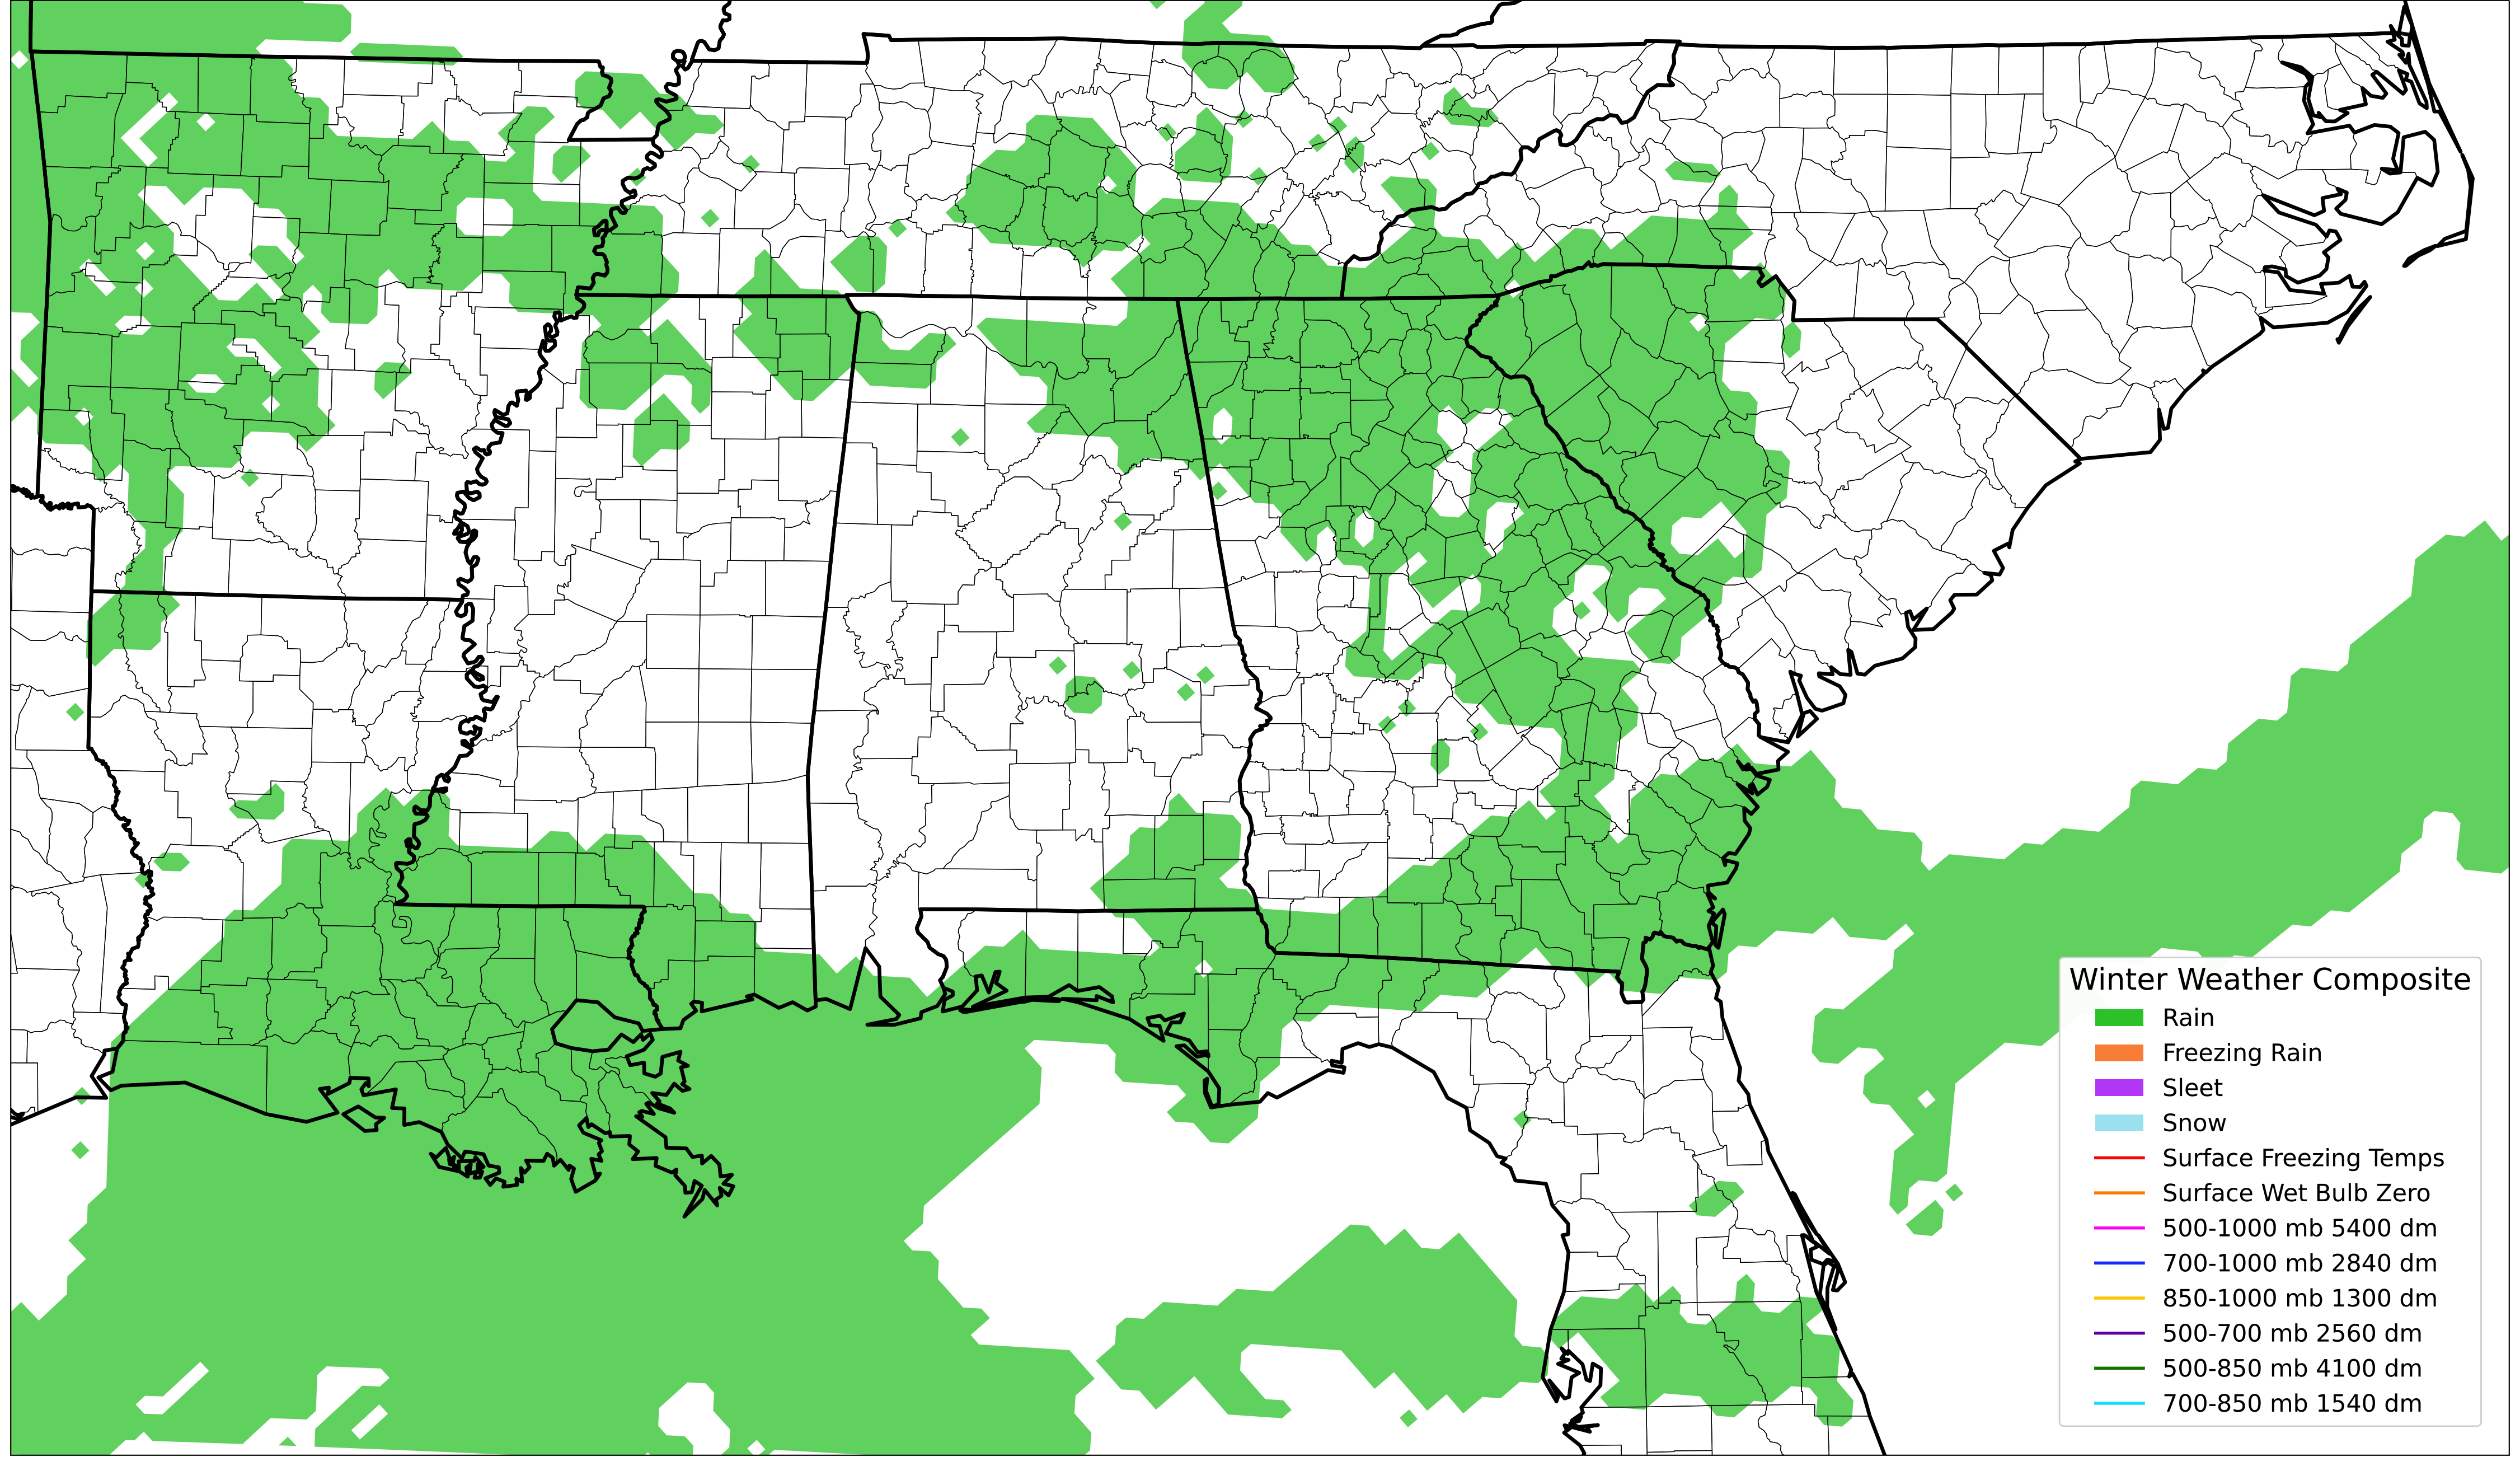 Winter Weather Composite
Rain
Freezing Rain
Sleet
Snow
Surface Freezing Temps
Surface Wet Bulb Zero
500-1000 mb 5400 dm
700-1000 mb 2840 dm
850-1000 mb 1300 dm
500-700 mb 2560 dm
500-850 mb 4100 dm
700-850 mb 1540 dm